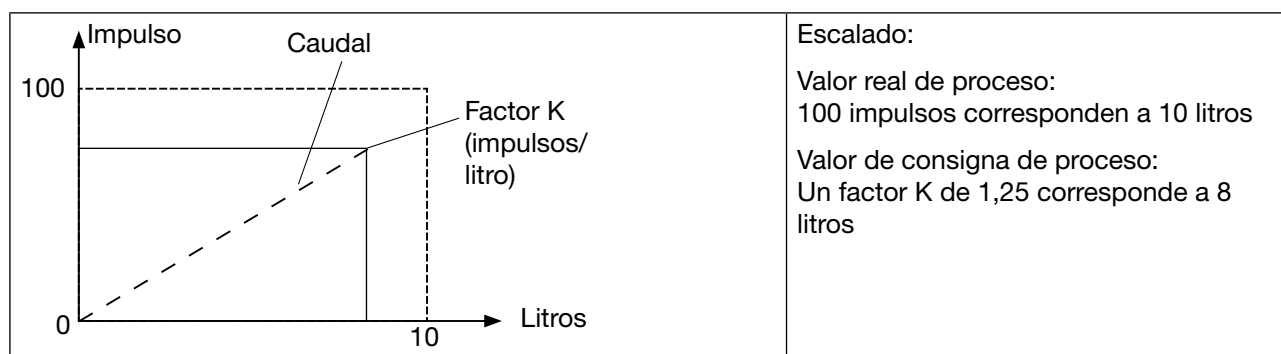 Impulso
Caudal
100
Factor K
(impulsos/
litro)
0
10
Litros
Escalado:
Valor real de proceso:
100 impulsos corresponden a 10 litros
Valor de consigna de proceso:
Un factor K de 1,25 corresponde a 8
litros